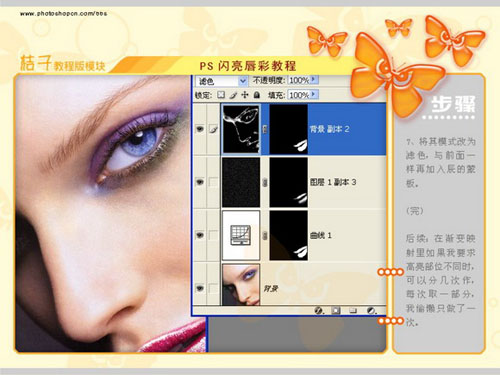 www.photoshopcn.com/bbs
桔子教程版模块
PS 闪亮唇彩教程
步骤
滤色
不透明度: 100%
锁定:
填充: 100%
背景 副本 2
图层 1 副本 3
曲线 1
背景
7、将其模式改为
滤色，与前面一
样再加入唇的蒙
板。
(完)
后续：在渐变映
射里如果我要求
高亮部位不同时，
可以分几次作，
每次取一部分，
我偷懒只做了一
次。